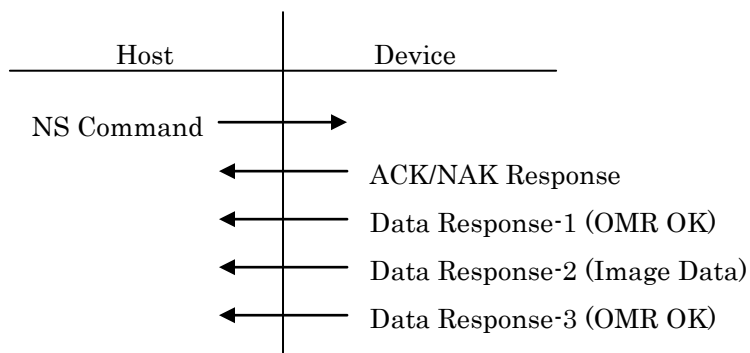 Host Device
NS Command
ACK/NAK Response
Data Response-1 (OMR OK)
Data Response-2 (Image Data)
Data Response-3 (OMR OK)